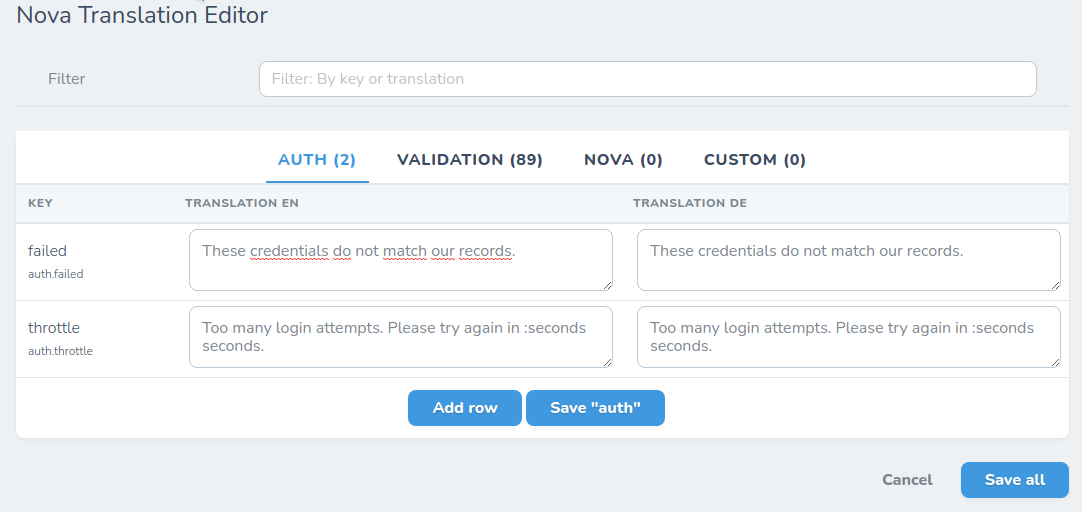 Nova Translation Editor
Filter
Filter: By key or translation
AUTH (2) VALIDATION (89) NOVA (0) CUSTOM (0)
KEY TRANSLATION EN TRANSLATION DE
failed
auth.failed
These credentials do not match our records.
These credentials do not match our records.
throttle
auth.throttle
Too many login attempts. Please try again in :seconds
seconds.
Too many login attempts. Please try again in :seconds
seconds.
Add row Save "auth"
Cancel Save all